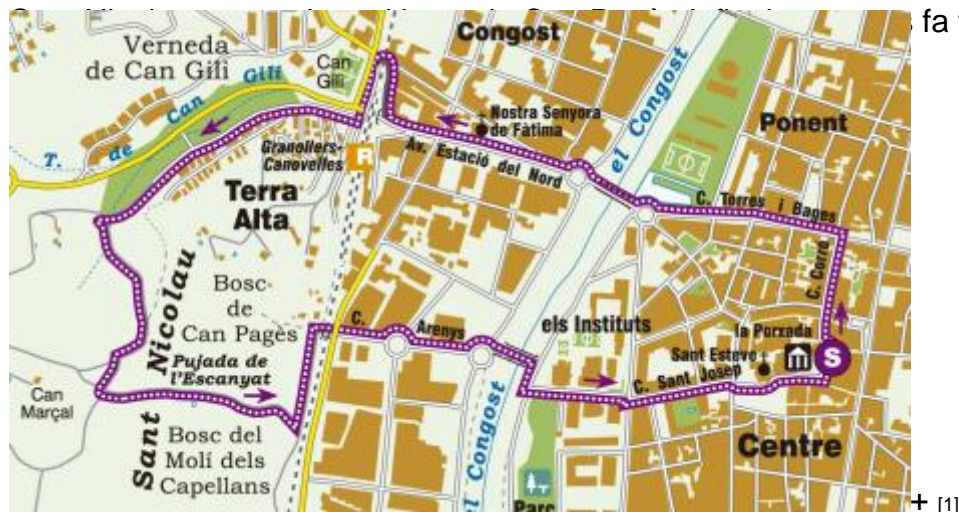 fa
Verneda
de Can Gili
Congost
Can
Gili
T. de Can Gili
el Congost
Nostra Senyora
de Fàtima
Ponent
Granollers-
Canovelles
R
Av. Estació del Nord
Terra
Alta
C. Torres i Bages
C. Corró
Sant Nicolau
Bosc
de
Can Pagès
C. Arenys
els Instituts
la Porxada
Sant Esteve
S
Pujada de
l'Escanyat
C. Sant Josep
Can
Marçal
Bosc del
Molí dels
Capellans
el Congost
Centre
Parc
+ [1]